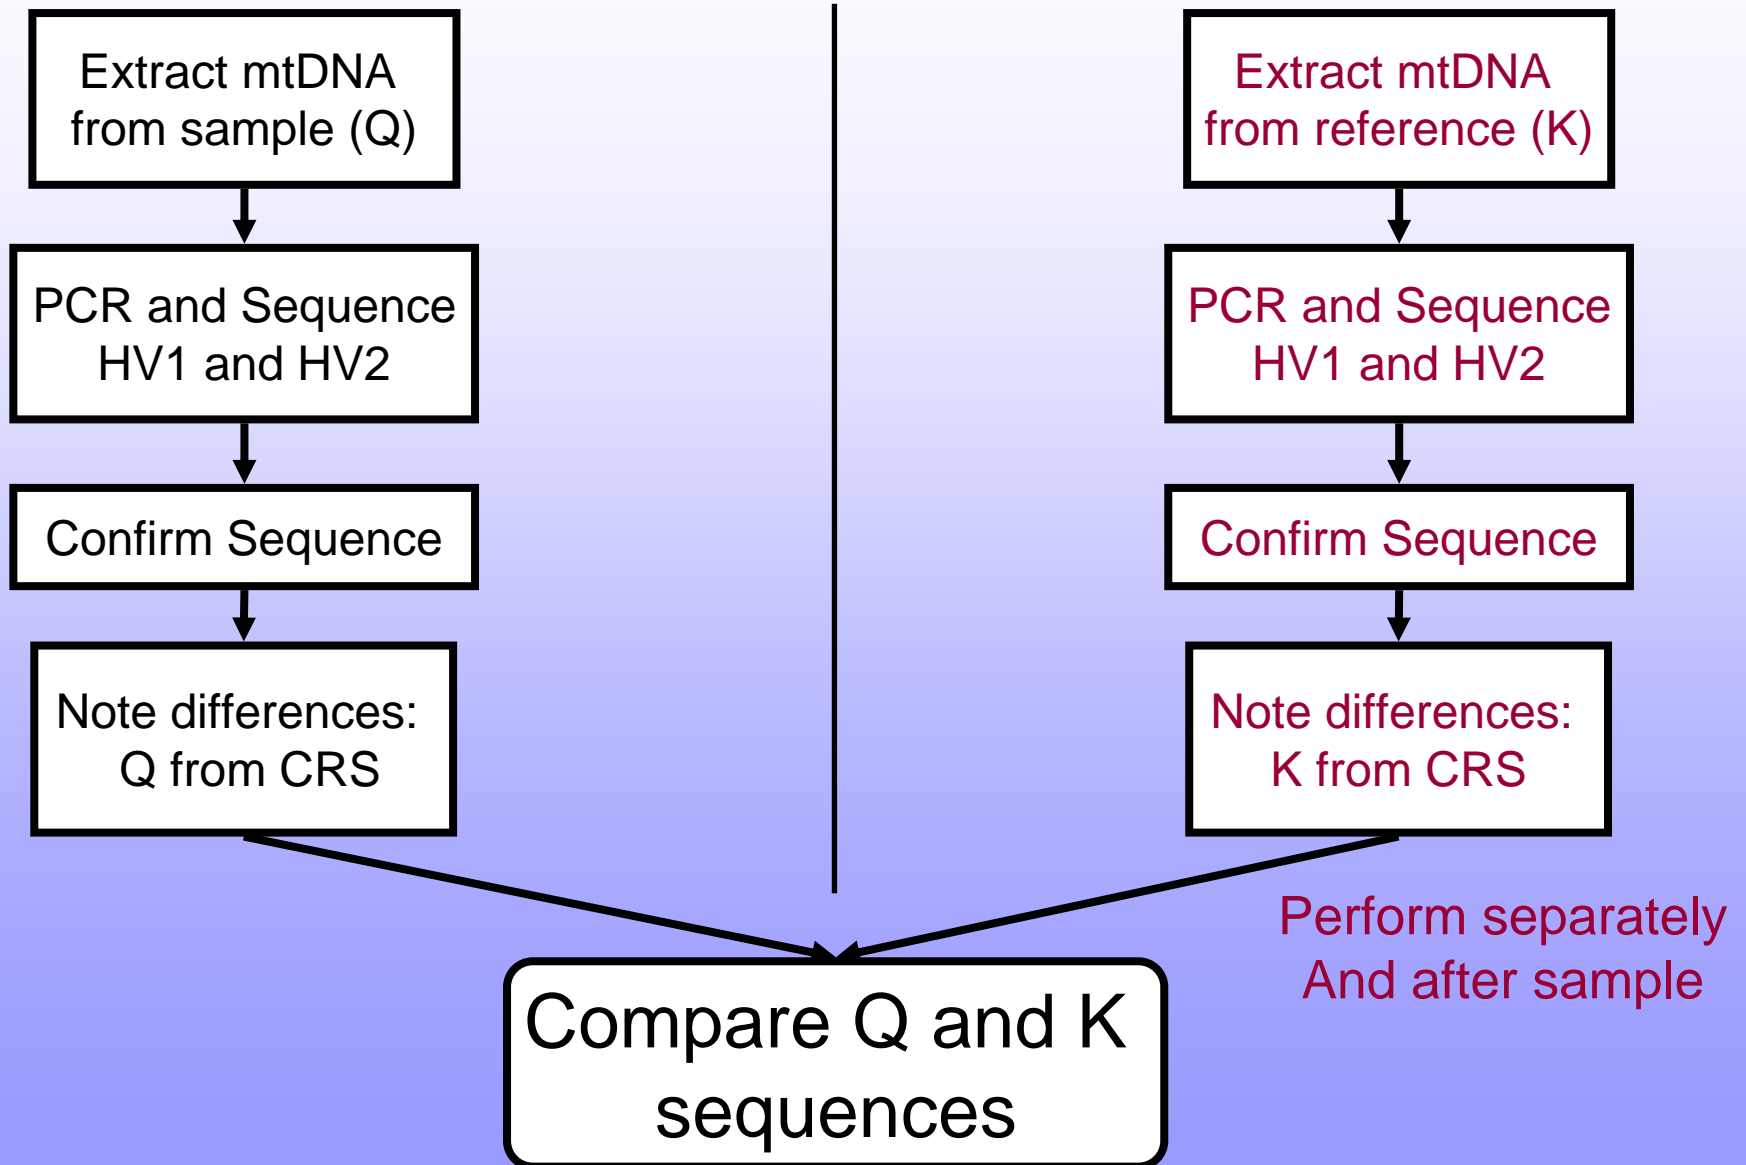 Extract mtDNA
from sample (Q)
PCR and Sequence
HV1 and HV2
Confirm Sequence
Note differences:
Q from CRS
Extract mtDNA
from reference (K)
PCR and Sequence
HV1 and HV2
Confirm Sequence
Note differences:
K from CRS
Perform separately
And after sample
Compare Q and K
sequences